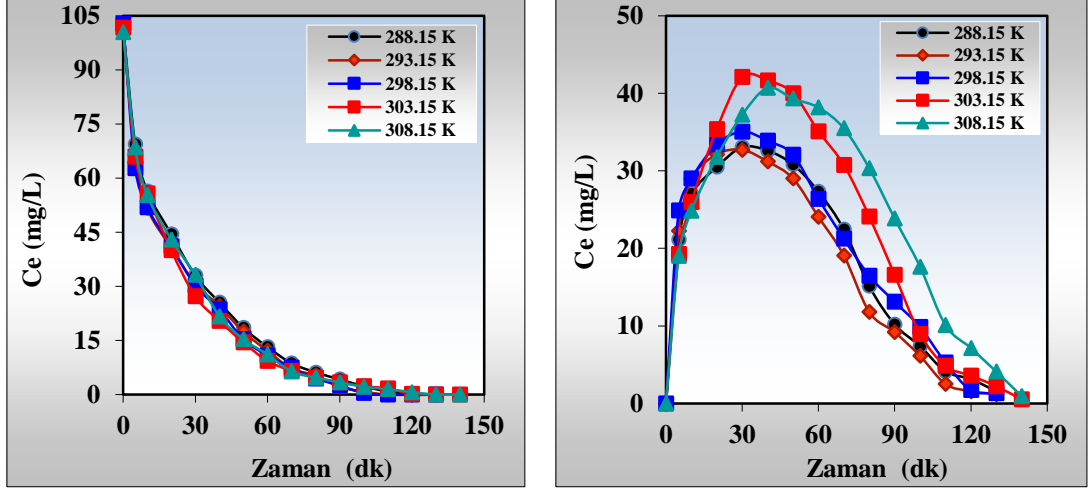 Ce (mg/L)
105
90
75
60
45
30
15
0
288.15 K
293.15 K
298.15 K
303.15 K
308.15 K
0 30 60 90 120 150
Zaman (dk)
Ce (mg/L)
50
40
30
20
10
0
288.15 K
293.15 K
298.15 K
303.15 K
308.15 K
0 30 60 90 120 150
Zaman (dk)